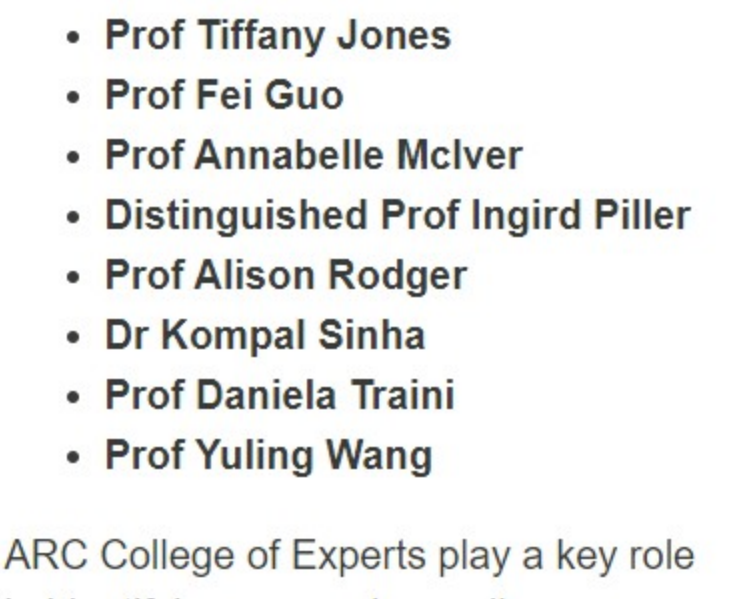 Prof Tiffany Jones
Prof Fei Guo
Prof Annabelle McIver
Distinguished Prof Ingird Piller
Prof Alison Rodger
Dr Kompal Sinha
Prof Daniela Traini
Prof Yuling Wang
ARC College of Experts play a key role